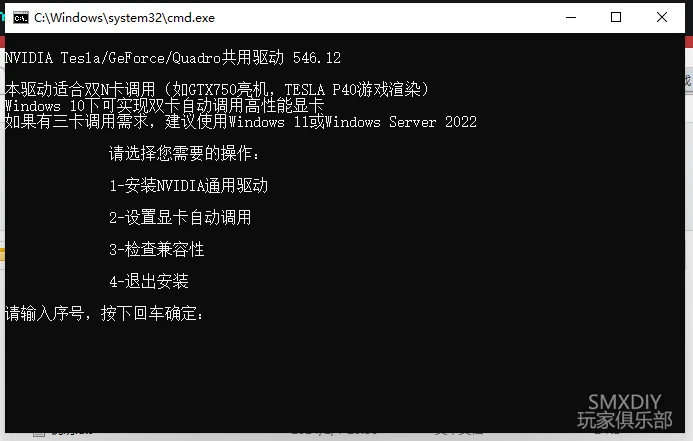 C:\Windows\system32\cmd.exe
NVIDIA Tesla/GeForce/Quadro共用驱动 546.12
本驱动适合双N卡调用（如GTX750亮机，TESLA P40游戏渲染）
Windows 10下可实现双卡自动调用高性能显卡
如果有三卡调用需求，建议使用Windows 11或Windows Server 2022
请选择您需要的操作：
1-安装NVIDIA通用驱动
2-设置显卡自动调用
3-检查兼容性
4-退出安装
请输入序号，按下回车确定：
SMXDIY
玩家俱乐部